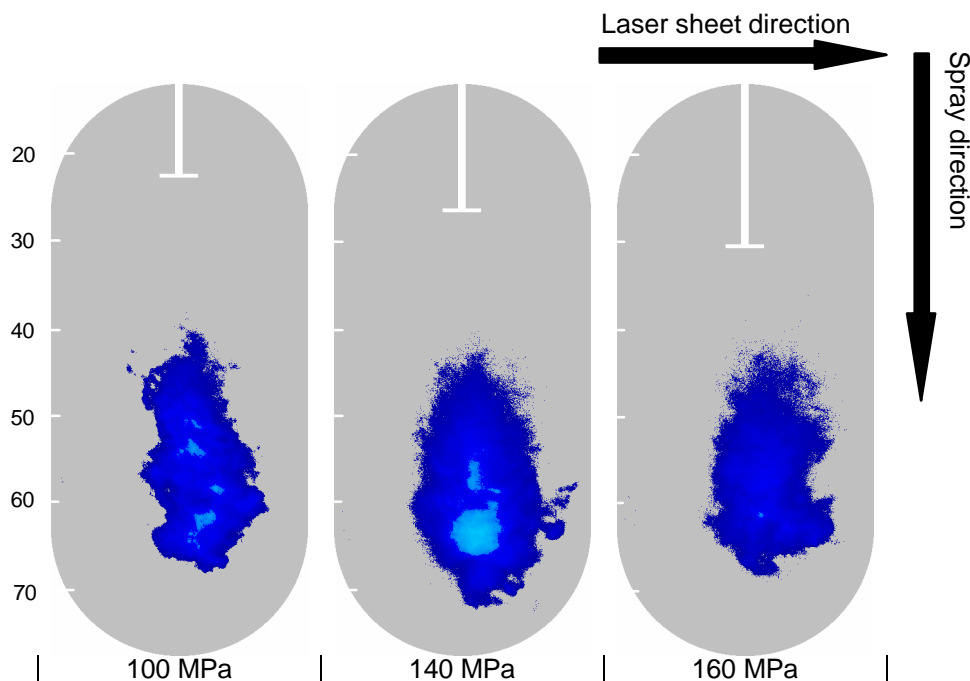 Laser sheet direction
Spray direction
20
30
40
50
60
70
100 MPa
140 MPa
160 MPa